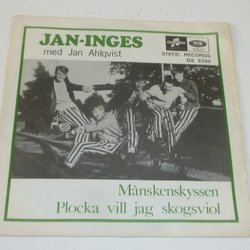 JAN-INGES
med Jan Ahlqvist
STATIC RECORDS
DS 2340
Månskenskyssen
Plocka vill jag skogsviol